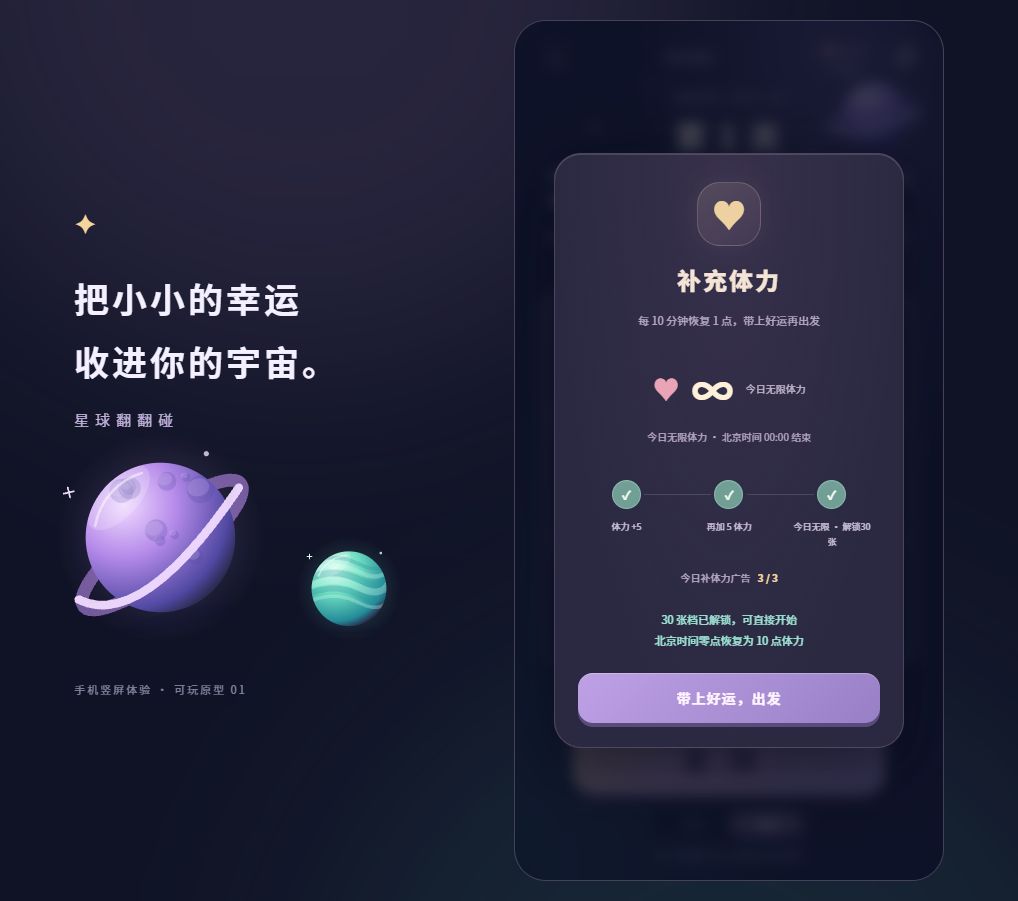 把小小的幸运
收进你的宇宙。
星球翻翻碰
手机竖屏体验 · 可玩原型 01
补充体力
每 10 分钟恢复 1 点，带上好运再出发
今日无限体力
今日无限体力 · 北京时间 00:00 结束
体力 +5
再加 5 体力
今日无限 · 解锁30
张
今日补体力广告 3 / 3
30 张档已解锁，可直接开始
北京时间零点恢复为 10 点体力
带上好运，出发